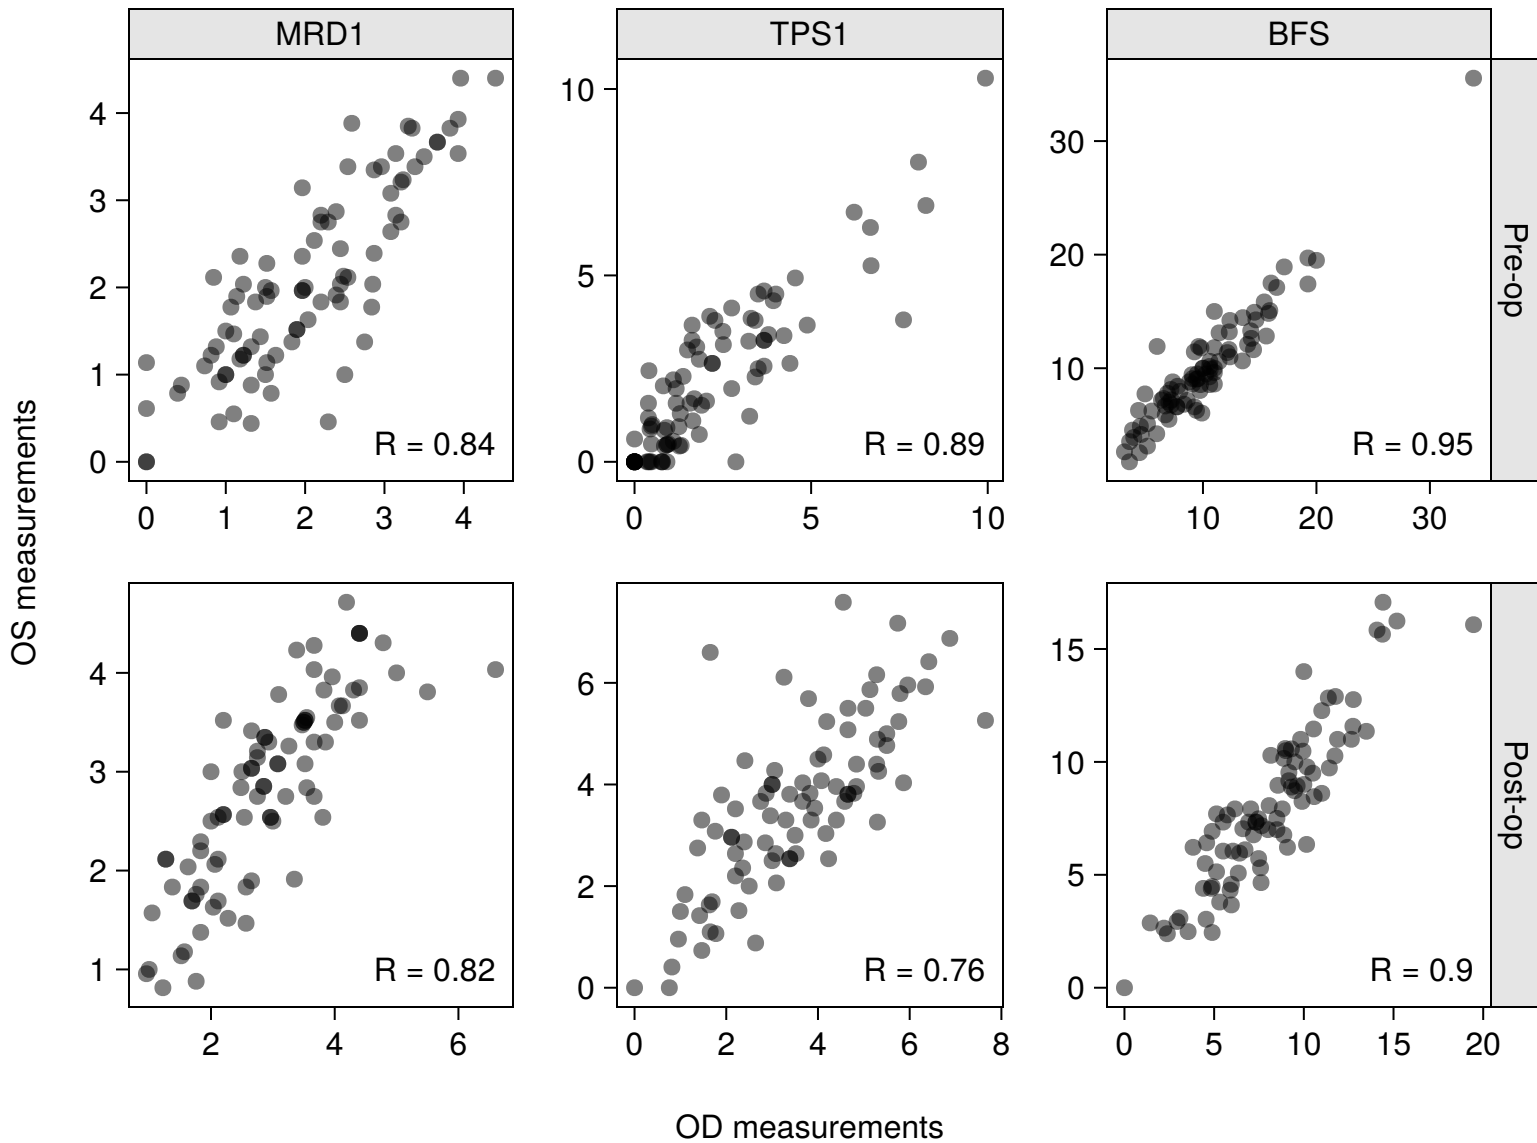 MRD1 TPS1 BFS
OS measurements
4
3
2
1
0
R = 0.84
0 1 2 3 4
10
5
0
R = 0.89
0 5 10
30
20
10
R = 0.95
10 20 30
Pre-op
4
3
2
1
R = 0.82
2 4 6
6
4
2
0
R = 0.76
0 2 4 6 8
15
10
5
0
R = 0.9
0 5 10 15 20
Post-op
OD measurements